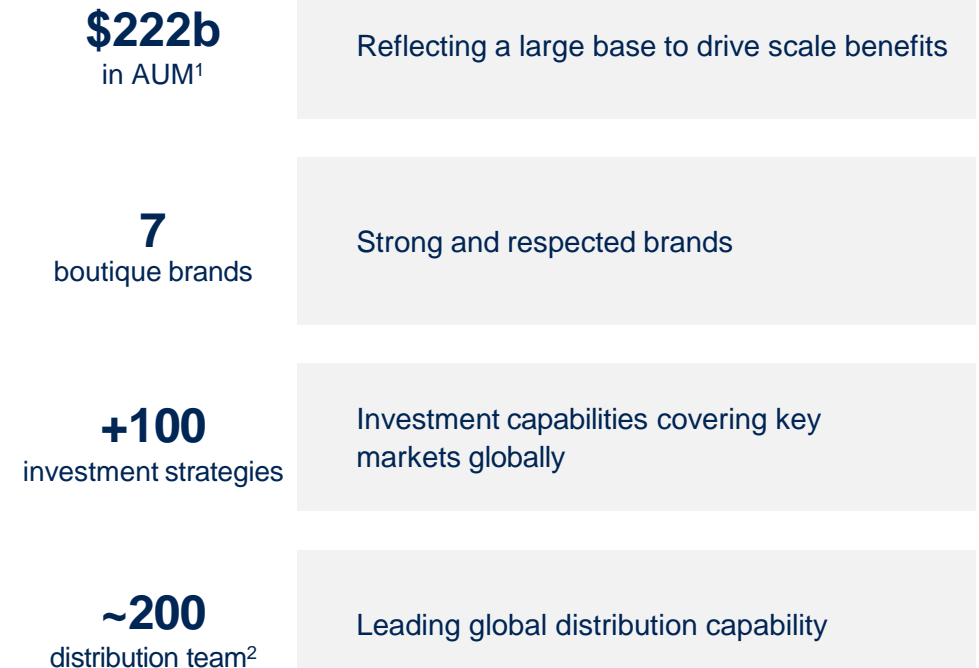 $222b
in AUM¹
Reflecting a large base to drive scale benefits
7
boutique brands
Strong and respected brands
+100
investment strategies
Investment capabilities covering key
markets globally
~200
distribution team²
Leading global distribution capability